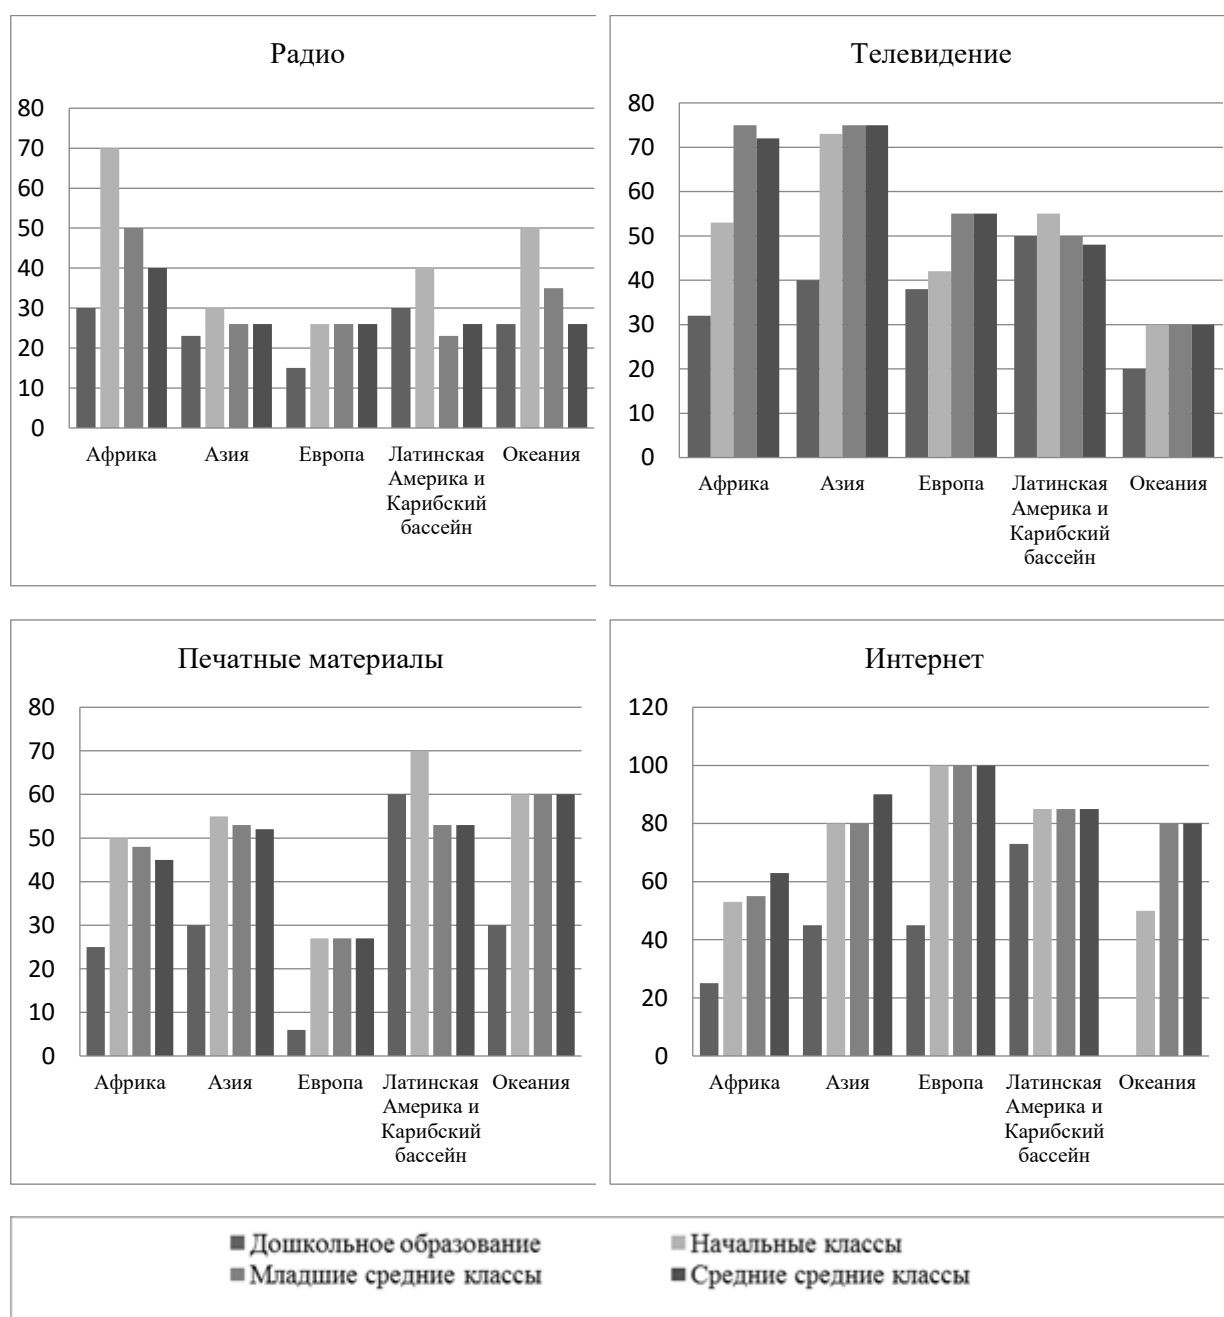 Радио
80
70
60
50
40
30
20
10
0
Африка
Азия
Европа
Латинская
Америка и
Карибский
бассейн
Океания
Телевидение
80
70
60
50
40
30
20
10
0
Африка
Азия
Европа
Латинская
Америка и
Карибский
бассейн
Океания
Печатные материалы
80
70
60
50
40
30
20
10
0
Африка
Азия
Европа
Латинская
Америка и
Карибский
бассейн
Океания
Интернет
120
100
80
60
40
20
0
Африка
Азия
Европа
Латинская
Америка и
Карибский
бассейн
Океания
Дошкольное образование
Начальные классы
Младшие средние классы
Средние средние классы